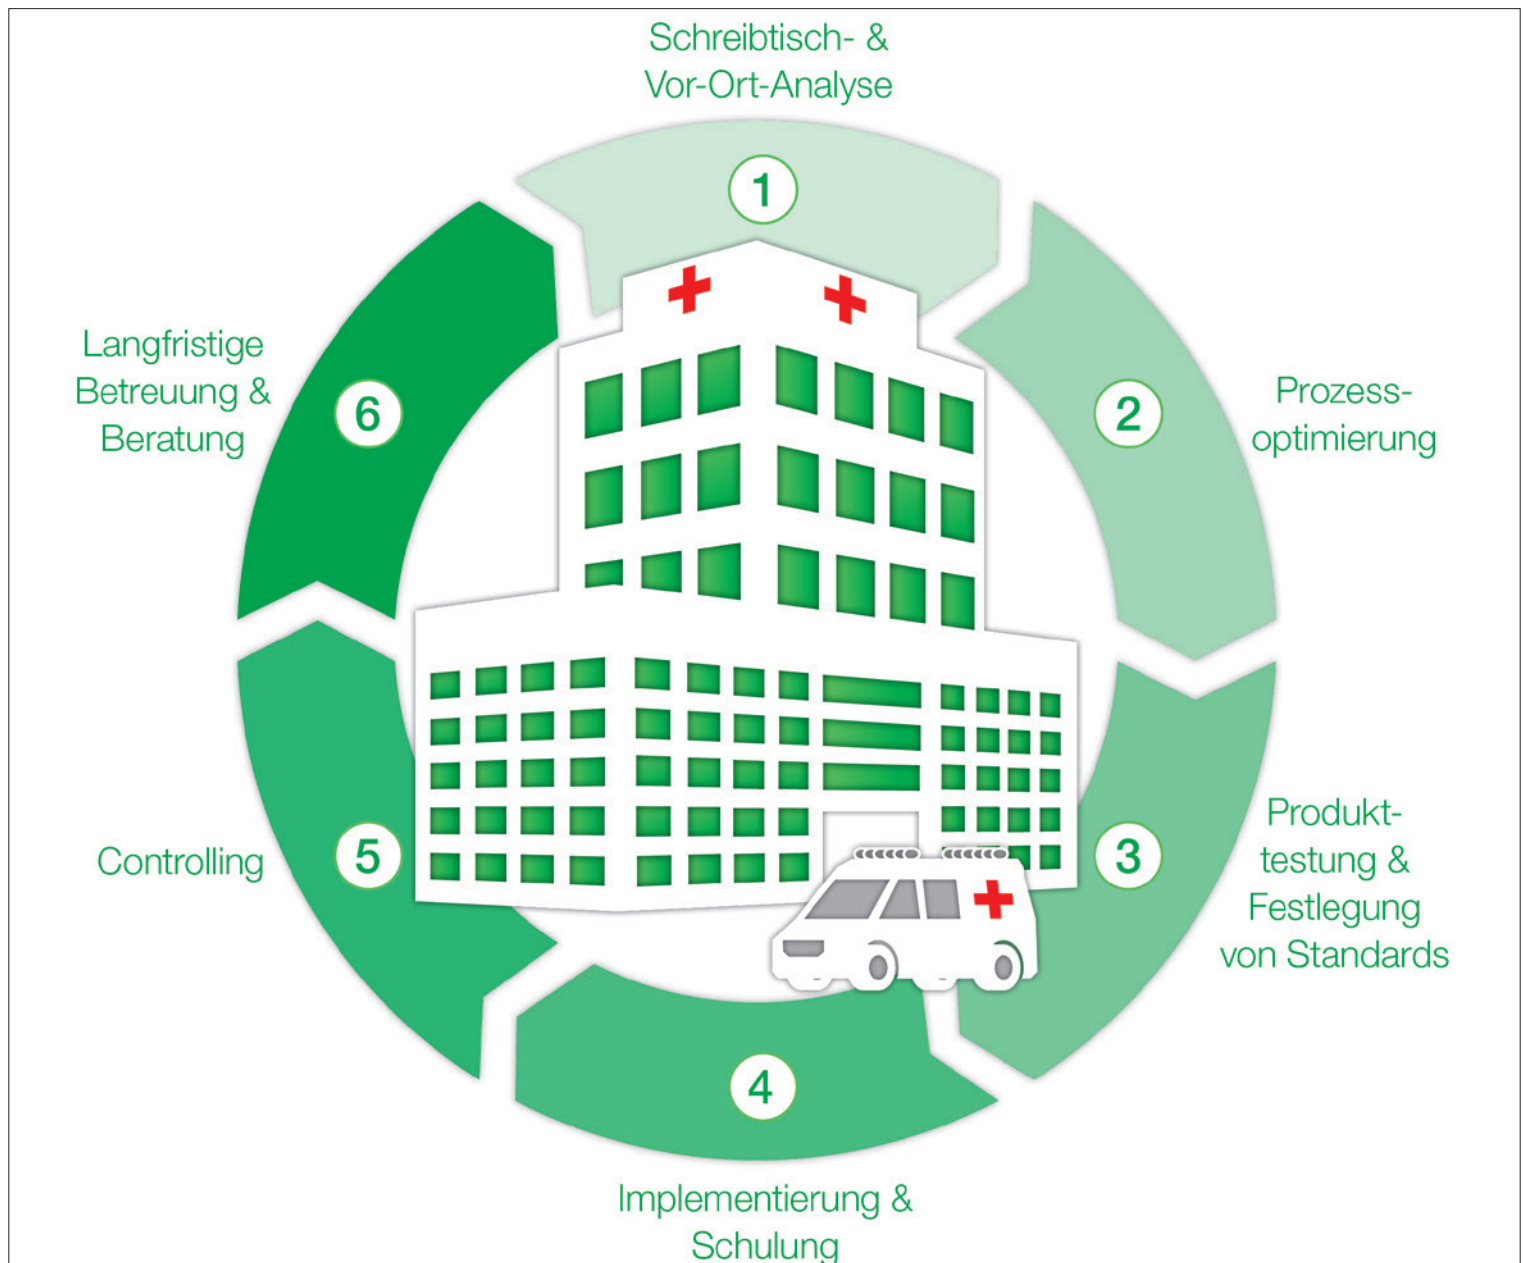 Schreibtisch- &
Vor-Ort-Analyse
1
2
Prozess-
optimierung
3
Produkt-
testung &
Festlegung
von Standards
4
Implementierung &
Schulung
5
Controlling
6
Langfristige
Betreuung &
Beratung